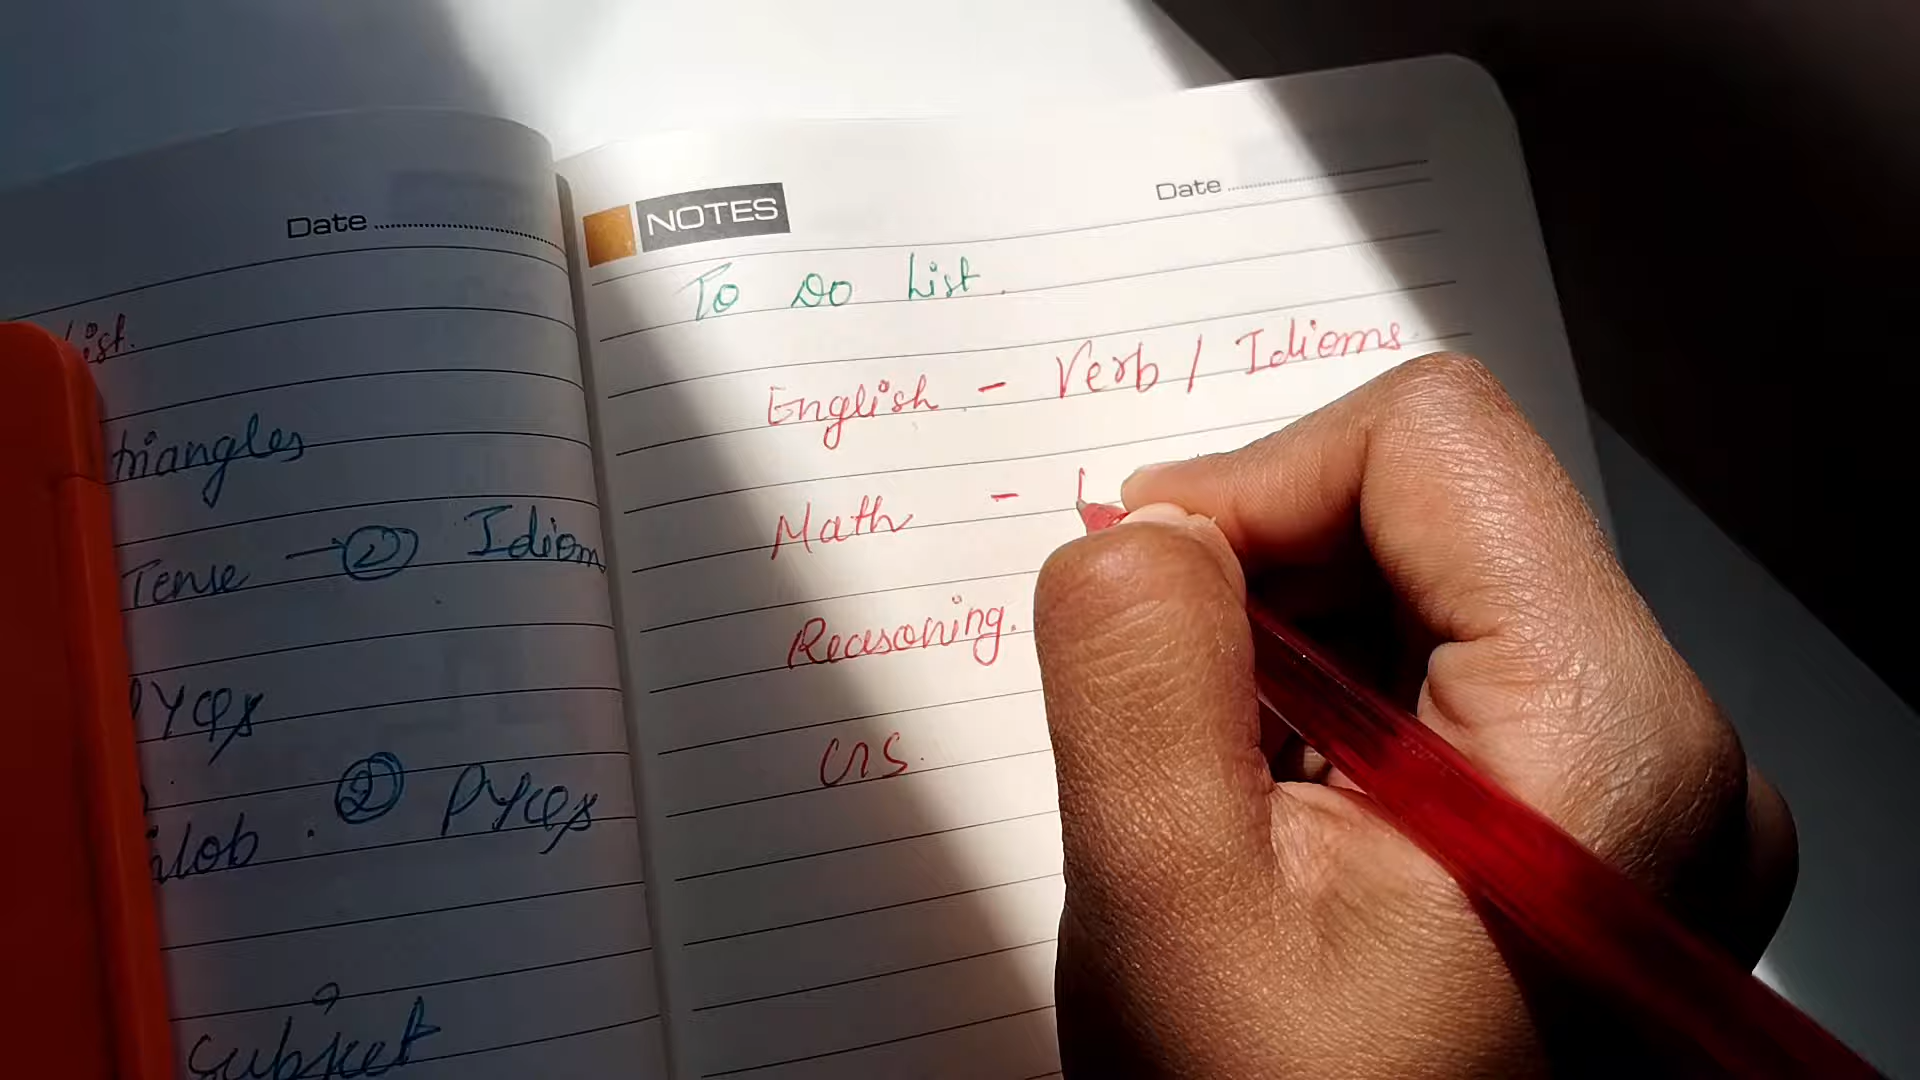 Date
List.
triangles
Tense → ② Idiom
PYQs
② PYQs
Subject
NOTES
Date
To Do List.
English - Verb / Idioms.
Math -
Reasoning.
GS.